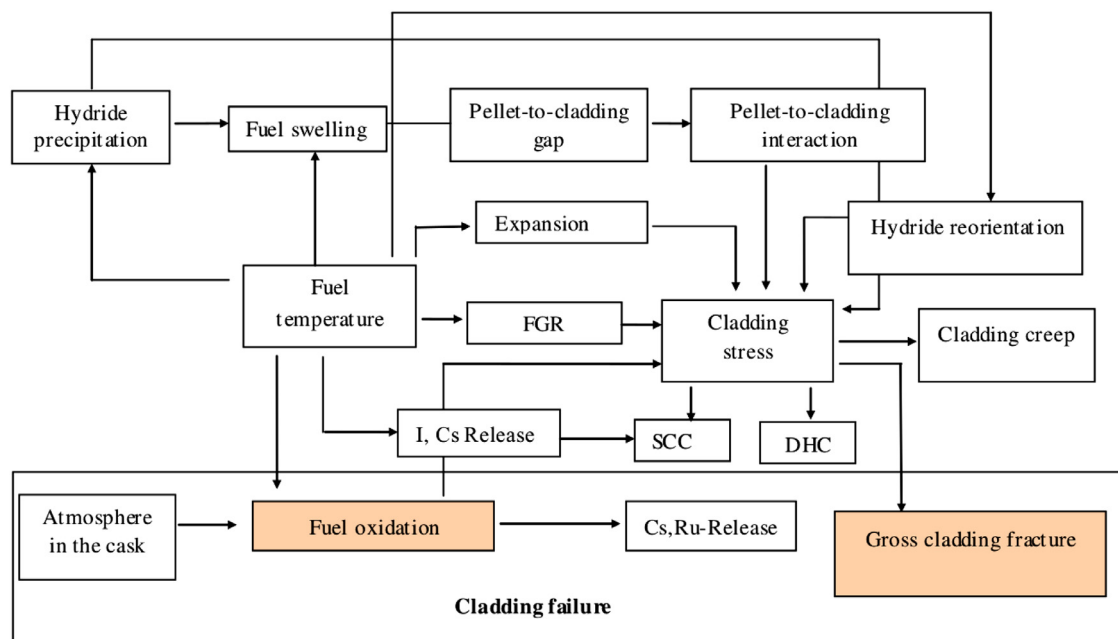 Hydride
precipitation
Fuel swelling
Pellet-to-cladding
gap
Pellet-to-cladding
interaction
Expansion
Hydride reorientation
Fuel
temperature
FGR
Cladding
stress
Cladding creep
I, Cs Release
SCC
DHC
Atmosphere
in the cask
Fuel oxidation
Cs,Ru-Release
Gross cladding fracture
Cladding failure